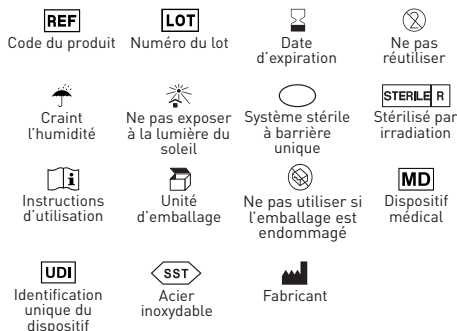 REF
Code du produit
LOT
Numéro du lot
Date
d'expiration
2
Ne pas
réutiliser
Craint
l'humidité
Ne pas exposer
à la lumière du
soleil
Système stérile
à barrière
unique
STERILE R
Stérilisé par
irradiation
i
Instructions
d'utilisation
Unité
d'emballage
Ne pas utiliser si
l'emballage est
endommagé
MD
Dispositif
médical
UDI
Identification
unique du
dispositif
SST
Acier
inoxydable
Fabricant